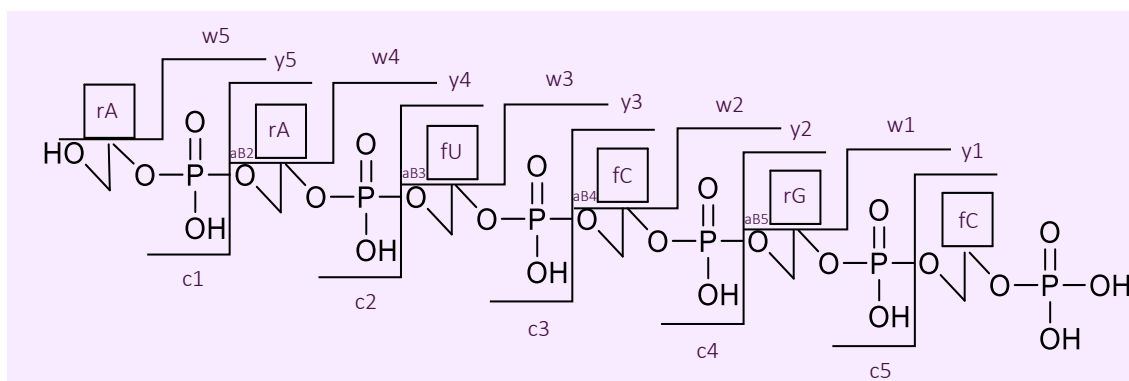 w5
y5
w4
y4
w3
y3
w2
y2
w1
y1
rA
rA
fU
fC
rG
fC
HO
O
O
P
OH
aB2
O
O
O
P
OH
aB3
O
O
O
P
OH
aB4
O
O
O
P
OH
aB5
O
O
O
P
OH
O
O
O
P
OH
OH
c1
c2
c3
c4
c5